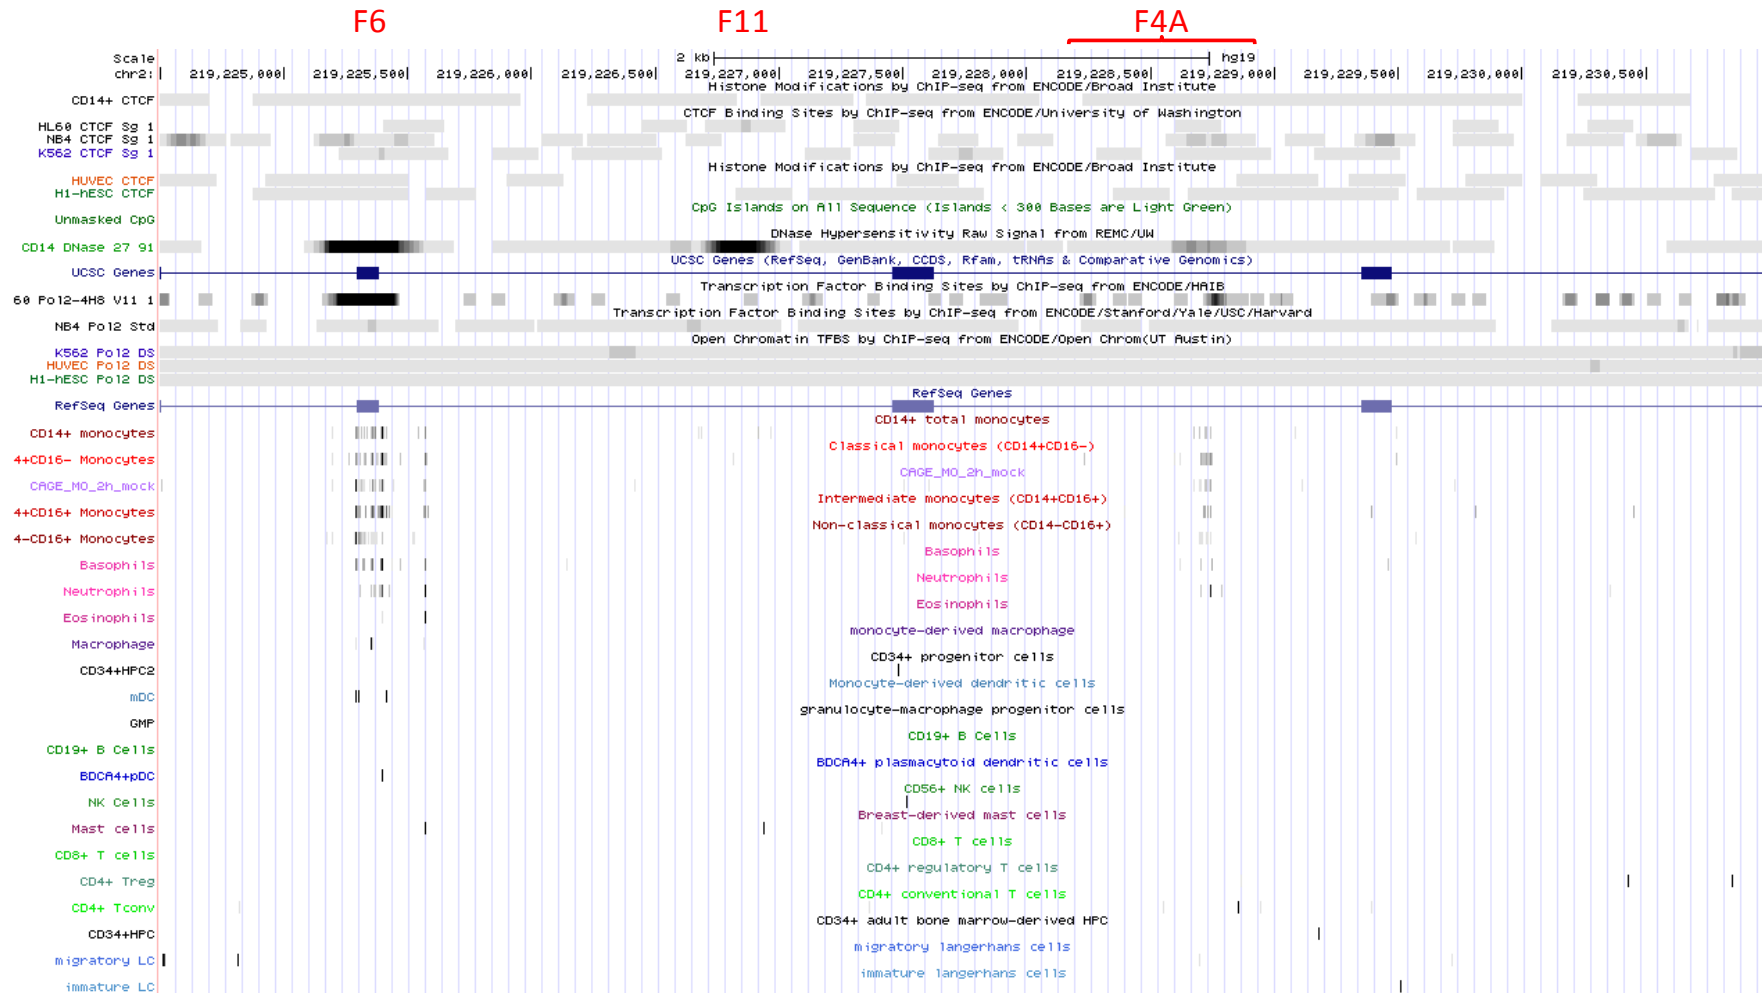 F6 F11 F4A
Scale 2 kb hg19
chr2: 219,225,000 219,225,500 219,226,000 219,226,500 219,227,000 219,227,500 219,228,000 219,228,500 219,229,000 219,229,500 219,230,000 219,230,500
Histone Modifications by ChIP-seq from ENCODE/Broad Institute
CD14+ CTCF
CTCF Binding Sites by ChIP-seq from ENCODE/University of Washington
HL60 CTCF Sg 1
NB4 CTCF Sg 1
K562 CTCF Sg 1
Histone Modifications by ChIP-seq from ENCODE/Broad Institute
HUVEC CTCF
H1-hESC CTCF
CpG Islands on All Sequence (Islands < 300 Bases are Light Green)
Unmasked CpG
DNase Hypersensitivity Raw Signal from REMC/UW
CD14 DNase 27 91
UCSC Genes (RefSeq, GenBank, CCDS, Rfam, tRNAs & Comparative Genomics)
UCSC Genes
Transcription Factor Binding Sites by ChIP-seq from ENCODE/HAIB
60 Pol2-4H8 V11 1
Transcription Factor Binding Sites by ChIP-seq from ENCODE/Stanford/Yale/USC/Harvard
NB4 Pol2 Std
Open Chromatin TFBS by ChIP-seq from ENCODE/Open Chrom(UT Austin)
K562 Pol2 DS
HUVEC Pol2 DS
H1-hESC Pol2 DS
RefSeq Genes
RefSeq Genes
CD14+ total monocytes
CD14+ monocytes
Classical monocytes (CD14+CD16-)
4+CD16- Monocytes
CAGE_MO_2h_mock
CAGE_MO_2h_mock
Intermediate monocytes (CD14+CD16+)
4+CD16+ Monocytes
Non-classical monocytes (CD14-CD16+)
4-CD16+ Monocytes
Basophils
Basophils
Neutrophils
Neutrophils
Eosinophils
Eosinophils
monocyte-derived macrophage
Macrophage
CD34+ progenitor cells
CD34+HPC2
Monocyte-derived dendritic cells
mDC
granulocyte-macrophage progenitor cells
GMP
CD19+ B Cells
CD19+ B Cells
BDCA4+ plasmacytoid dendritic cells
BDCA4+pDC
CD56+ NK cells
NK Cells
Breast-derived mast cells
Mast cells
CD8+ T cells
CD8+ T cells
CD4+ regulatory T cells
CD4+ Treg
CD4+ conventional T cells
CD4+ Tconv
CD34+ adult bone marrow-derived HPC
CD34+HPC
migratory langerhans cells
migratory LC
immature langerhans cells
immature LC